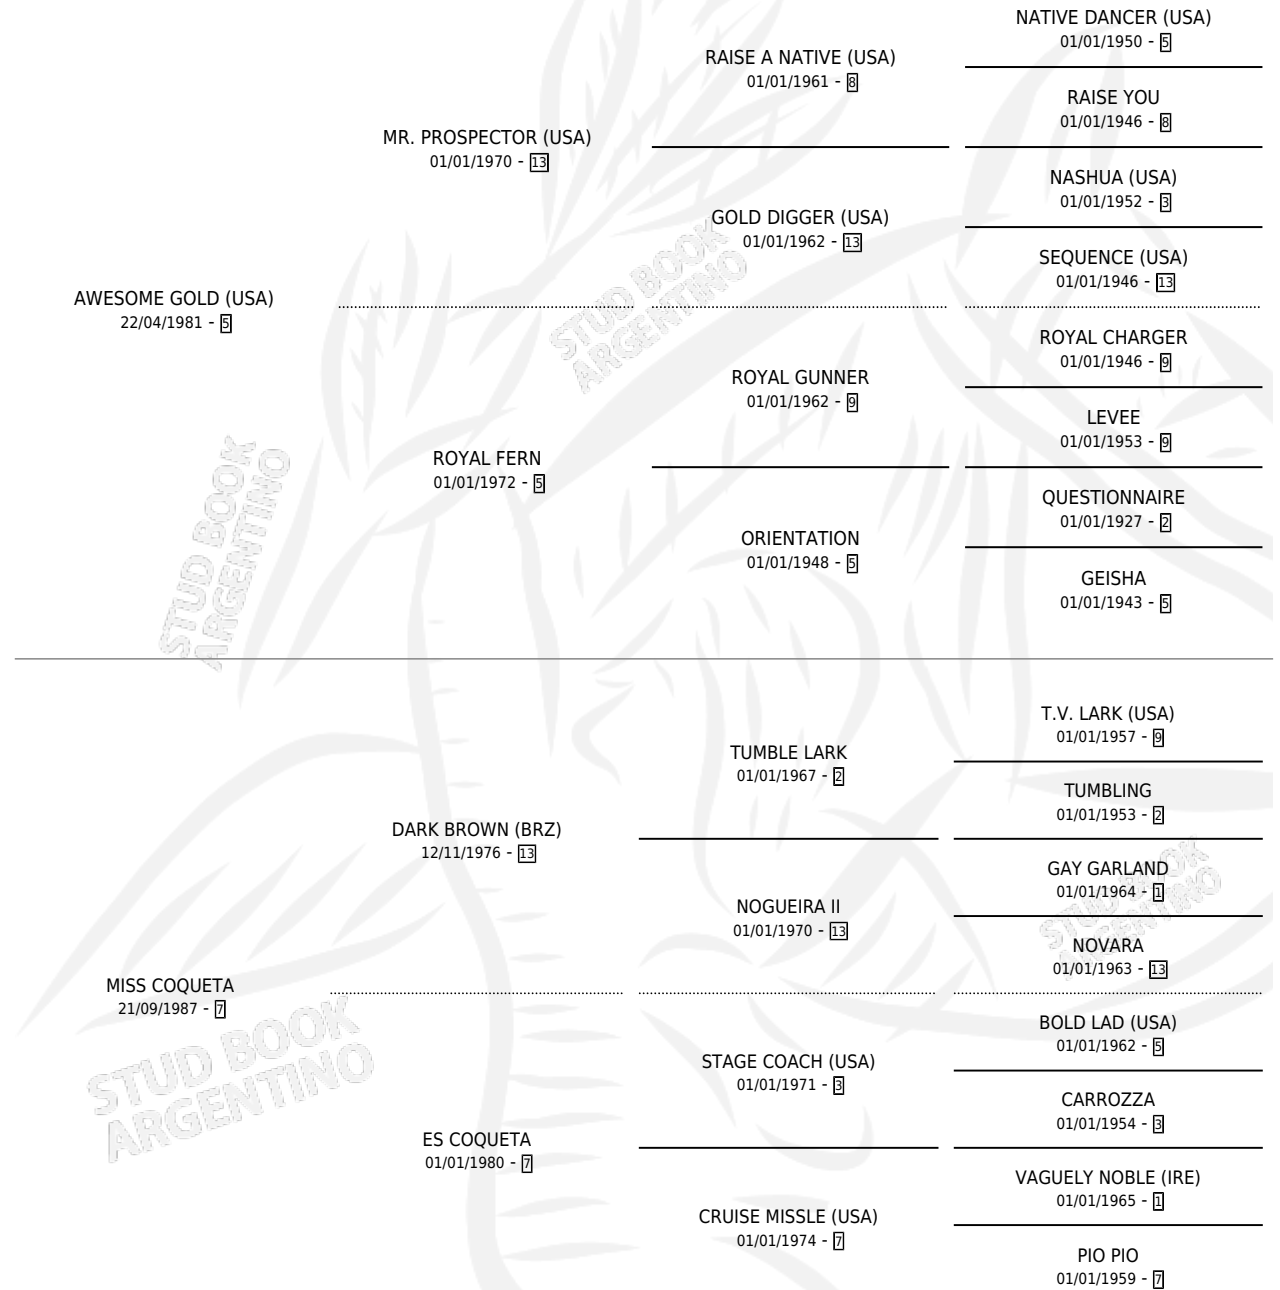 NATIVE DANCER (USA)
01/01/1950 - 5
RAISE A NATIVE (USA)
01/01/1961 - 8
RAISE YOU
01/01/1946 - 8
MR. PROSPECTOR (USA)
01/01/1970 - 13
NASHUA (USA)
01/01/1952 - 3
GOLD DIGGER (USA)
01/01/1962 - 13
SEQUENCE (USA)
01/01/1946 - 13
AWESOME GOLD (USA)
22/04/1981 - 5
ROYAL CHARGER
01/01/1946 - 9
ROYAL GUNNER
01/01/1962 - 9
LEVEE
01/01/1953 - 9
ROYAL FERN
01/01/1972 - 5
QUESTIONNAIRE
01/01/1927 - 2
ORIENTATION
01/01/1948 - 5
GEISHA
01/01/1943 - 5
T.V. LARK (USA)
01/01/1957 - 9
TUMBLE LARK
01/01/1967 - 2
TUMBLING
01/01/1953 - 2
DARK BROWN (BRZ)
12/11/1976 - 13
GAY GARLAND
01/01/1964 - 1
NOGUEIRA II
01/01/1970 - 13
NOVARA
01/01/1963 - 13
MISS COQUETA
21/09/1987 - 7
BOLD LAD (USA)
01/01/1962 - 5
STAGE COACH (USA)
01/01/1971 - 3
CARROZZA
01/01/1954 - 3
ES COQUETA
01/01/1980 - 7
VAGUELY NOBLE (IRE)
01/01/1965 - 1
CRUISE MISSLE (USA)
01/01/1974 - 7
PIO PIO
01/01/1959 - 7
STUD BOOK
ARGENTINO
STUD BOOK
ARGENTINO
STUD BOOK
ARGENTINO
STUD BOOK
ARGENTINO